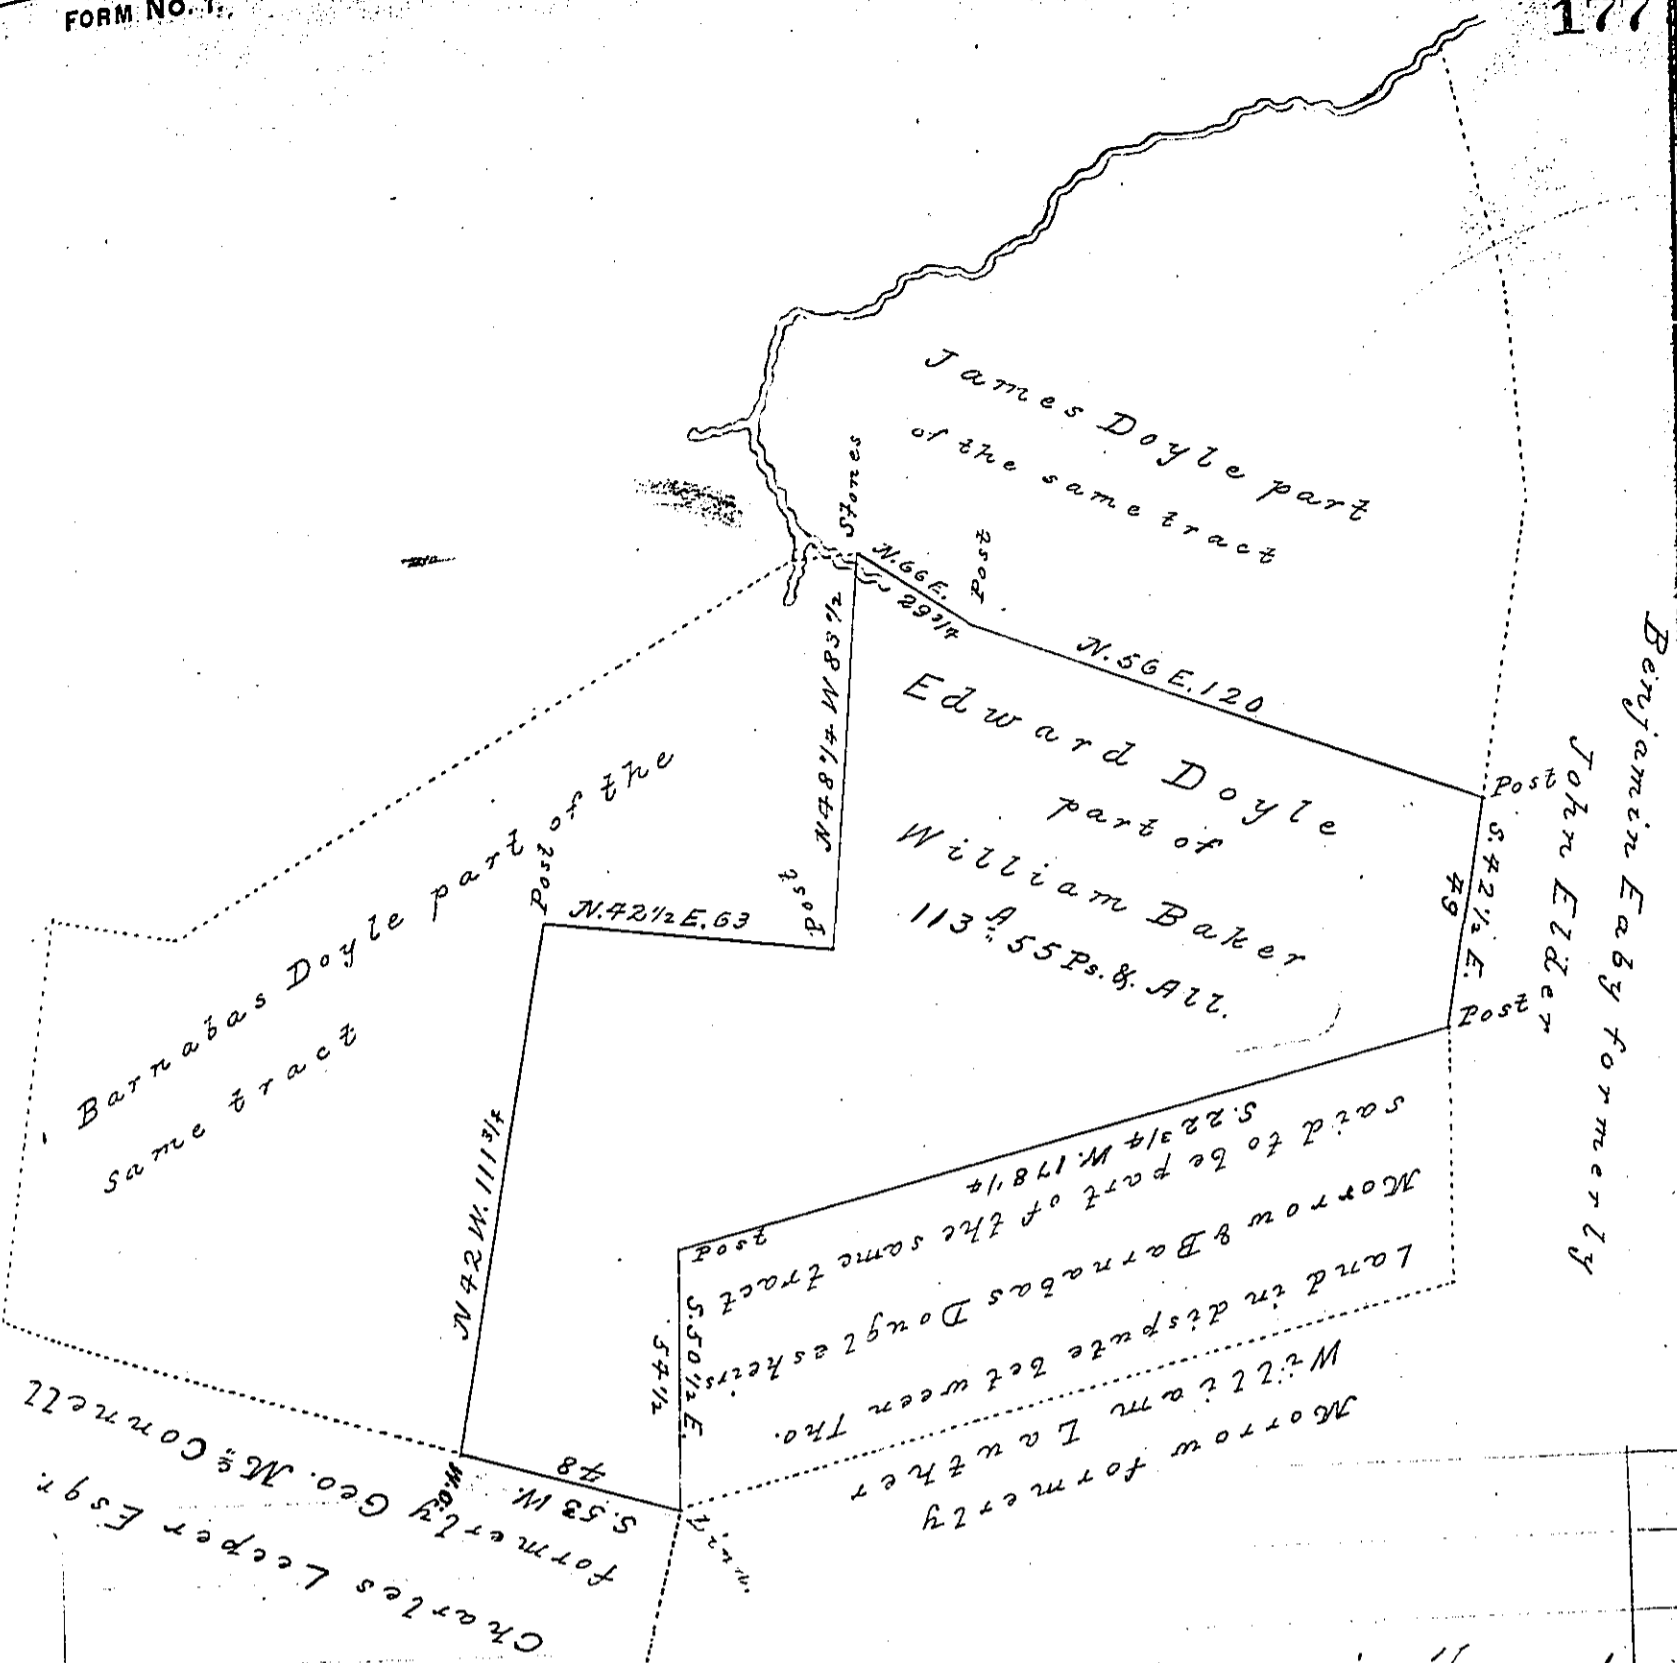 FORM NO. 1.
177
James Doyle part
of the same tract
Stones
N. 66 E.
29 3/4
Post
N. 56 E. 120
Post
S. 42 1/2 E.
49
Post
Benjamin Eaby formerly
John Elder
Edward Doyle
part of
William Baker
113 A 55 Ps. & All.
N 48 1/4 W 83 1/2
Post
N. 42 1/2 E. 63
Post
Barnabas Doyle part of the
same tract
N 42 W. 111 3/4
S. 22 3/4 W. 178 1/4
Post
S. 50 1/2 E.
54 1/2
Land in dispute between Tho.
Morrow & Barnabas Dougles heirs
said to be part of the same tract
Morrow formerly
William Lauther
S. 53 W.
48
W.O.
Charles Leeper Esqr.
formerly Geo. Mc Connell